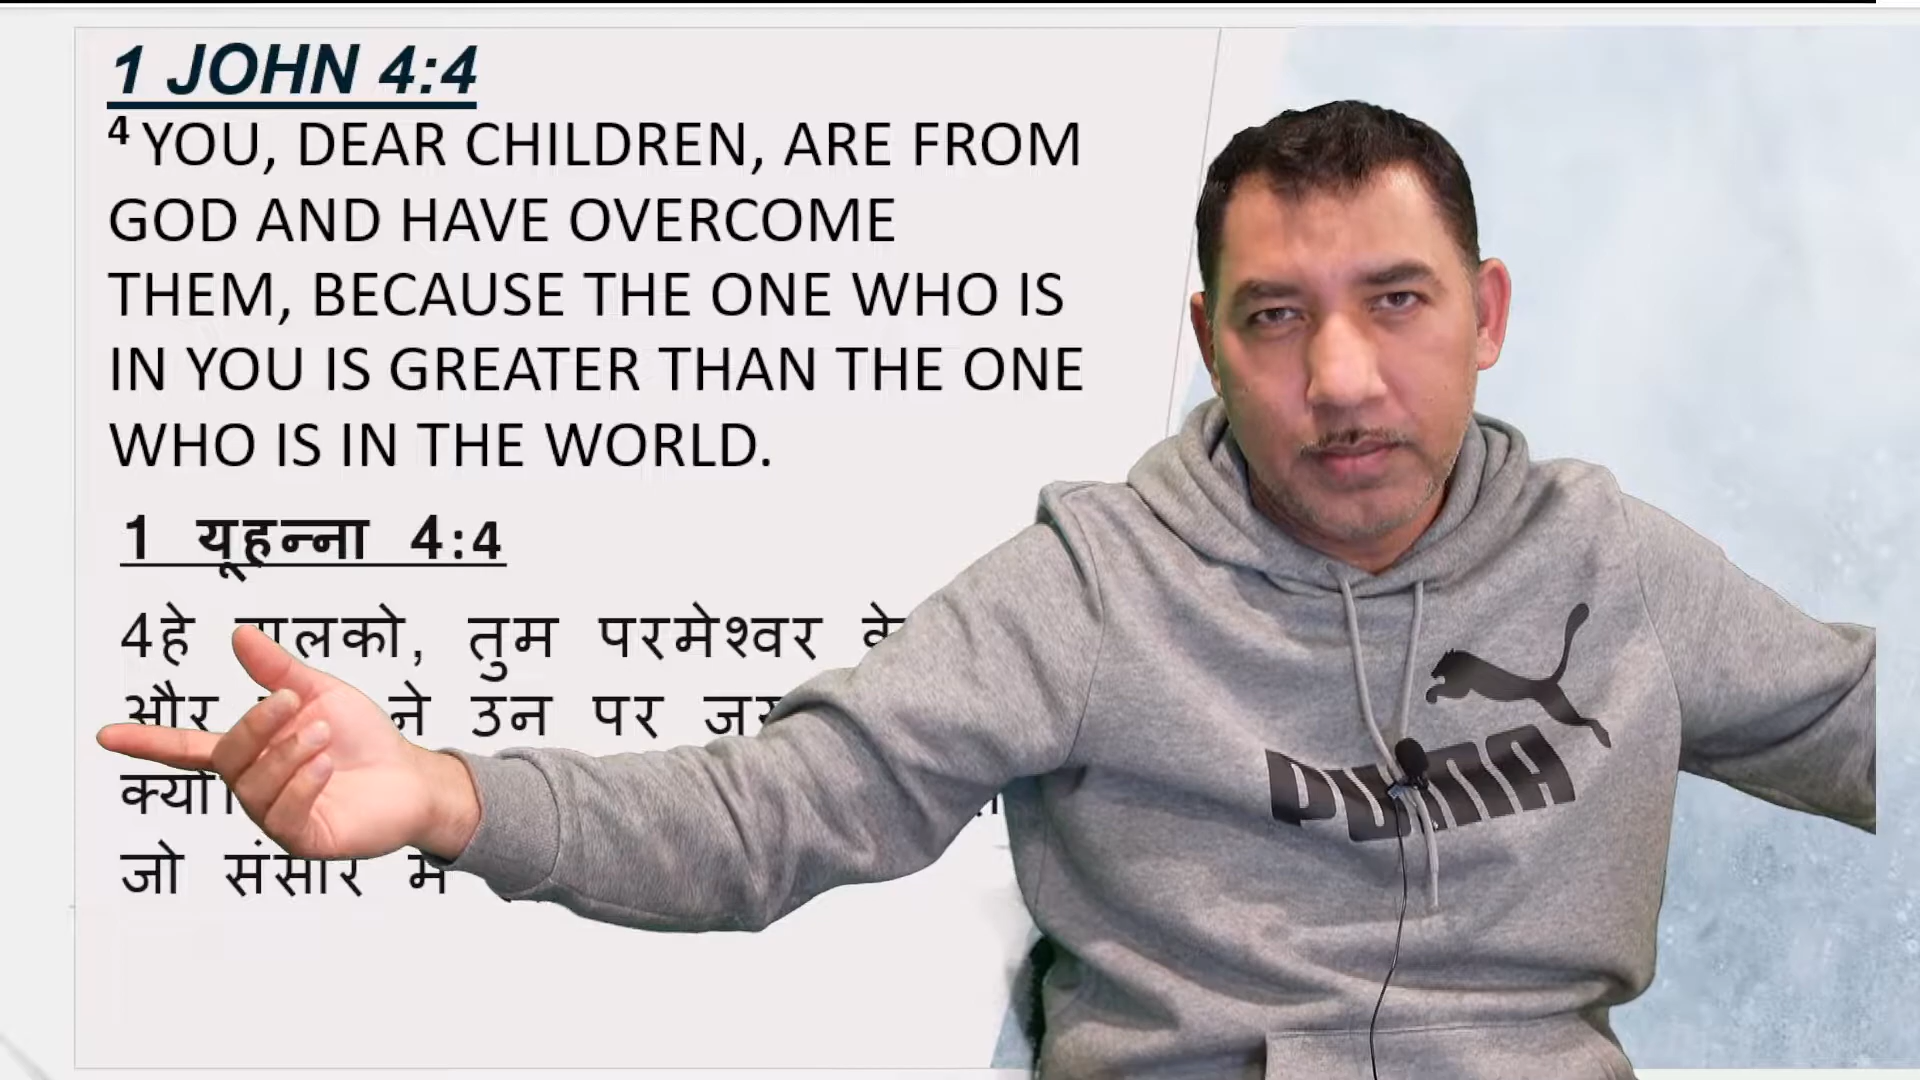 1 JOHN 4:4
4 YOU, DEAR CHILDREN, ARE FROM
GOD AND HAVE OVERCOME
THEM, BECAUSE THE ONE WHO IS
IN YOU IS GREATER THAN THE ONE
WHO IS IN THE WORLD.
1 यूहन्ना 4:4
4हे तुम परमेश्वर
और ने उन पर
जो संसार
PUMA